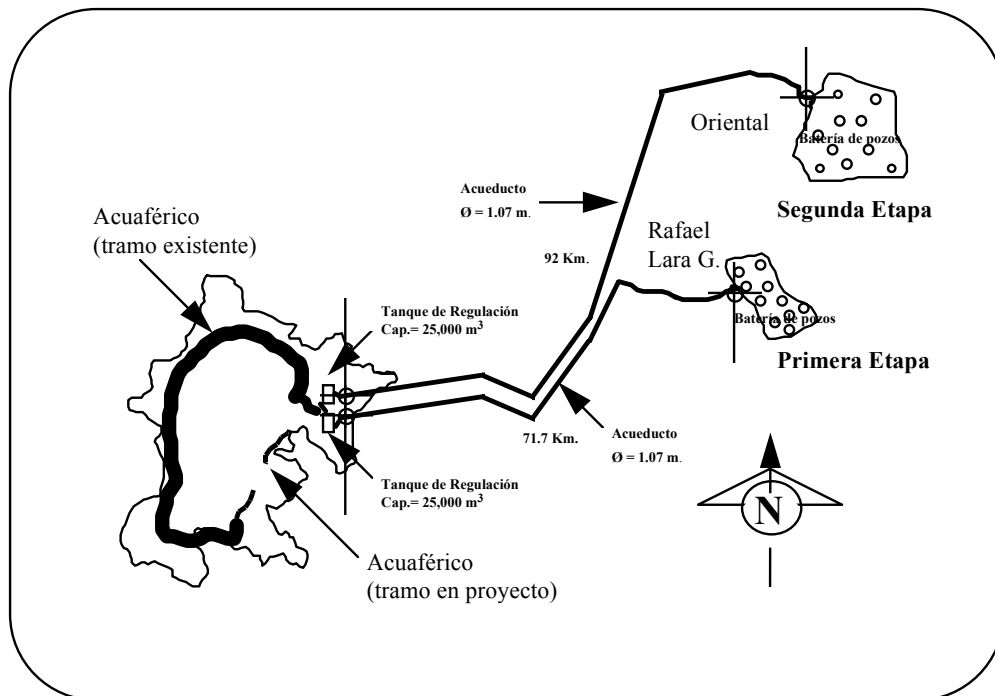 Oriental
Batería de pozos
Acueducto
Ø = 1.07 m.
Segunda Etapa
Acuaférico
(tramo existente)
Rafael
Lara G.
92 Km.
Tanque de Regulación
Cap.= 25,000 m³
Batería de pozos
Primera Etapa
71.7 Km.
Acueducto
Ø = 1.07 m.
Tanque de Regulación
Cap.= 25,000 m³
N
Acuaférico
(tramo en proyecto)